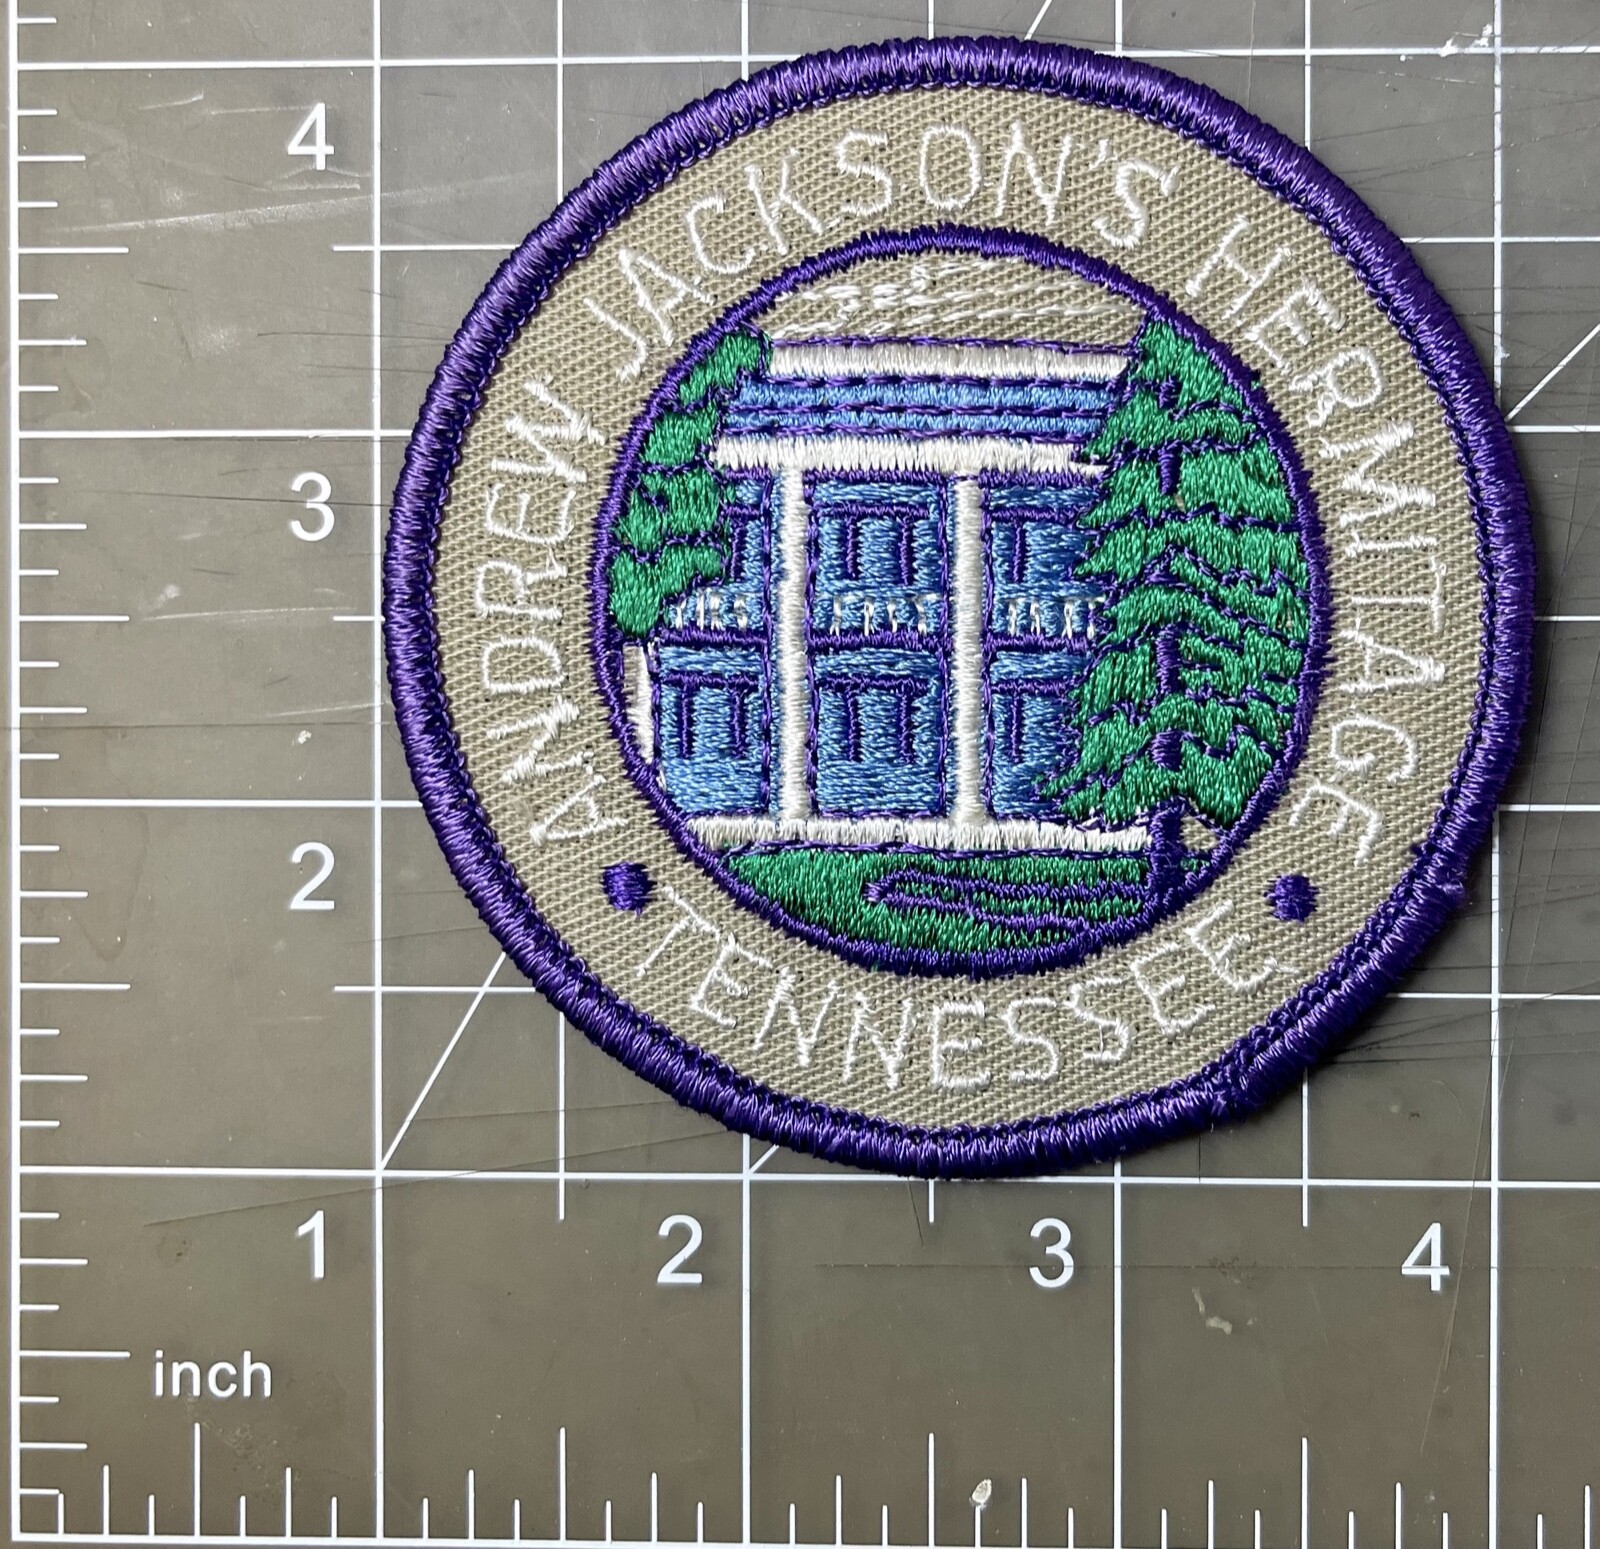 ANDREW JACKSON'S HERMITAGE
• TENNESSEE •
4
3
2
1 2 3 4
inch